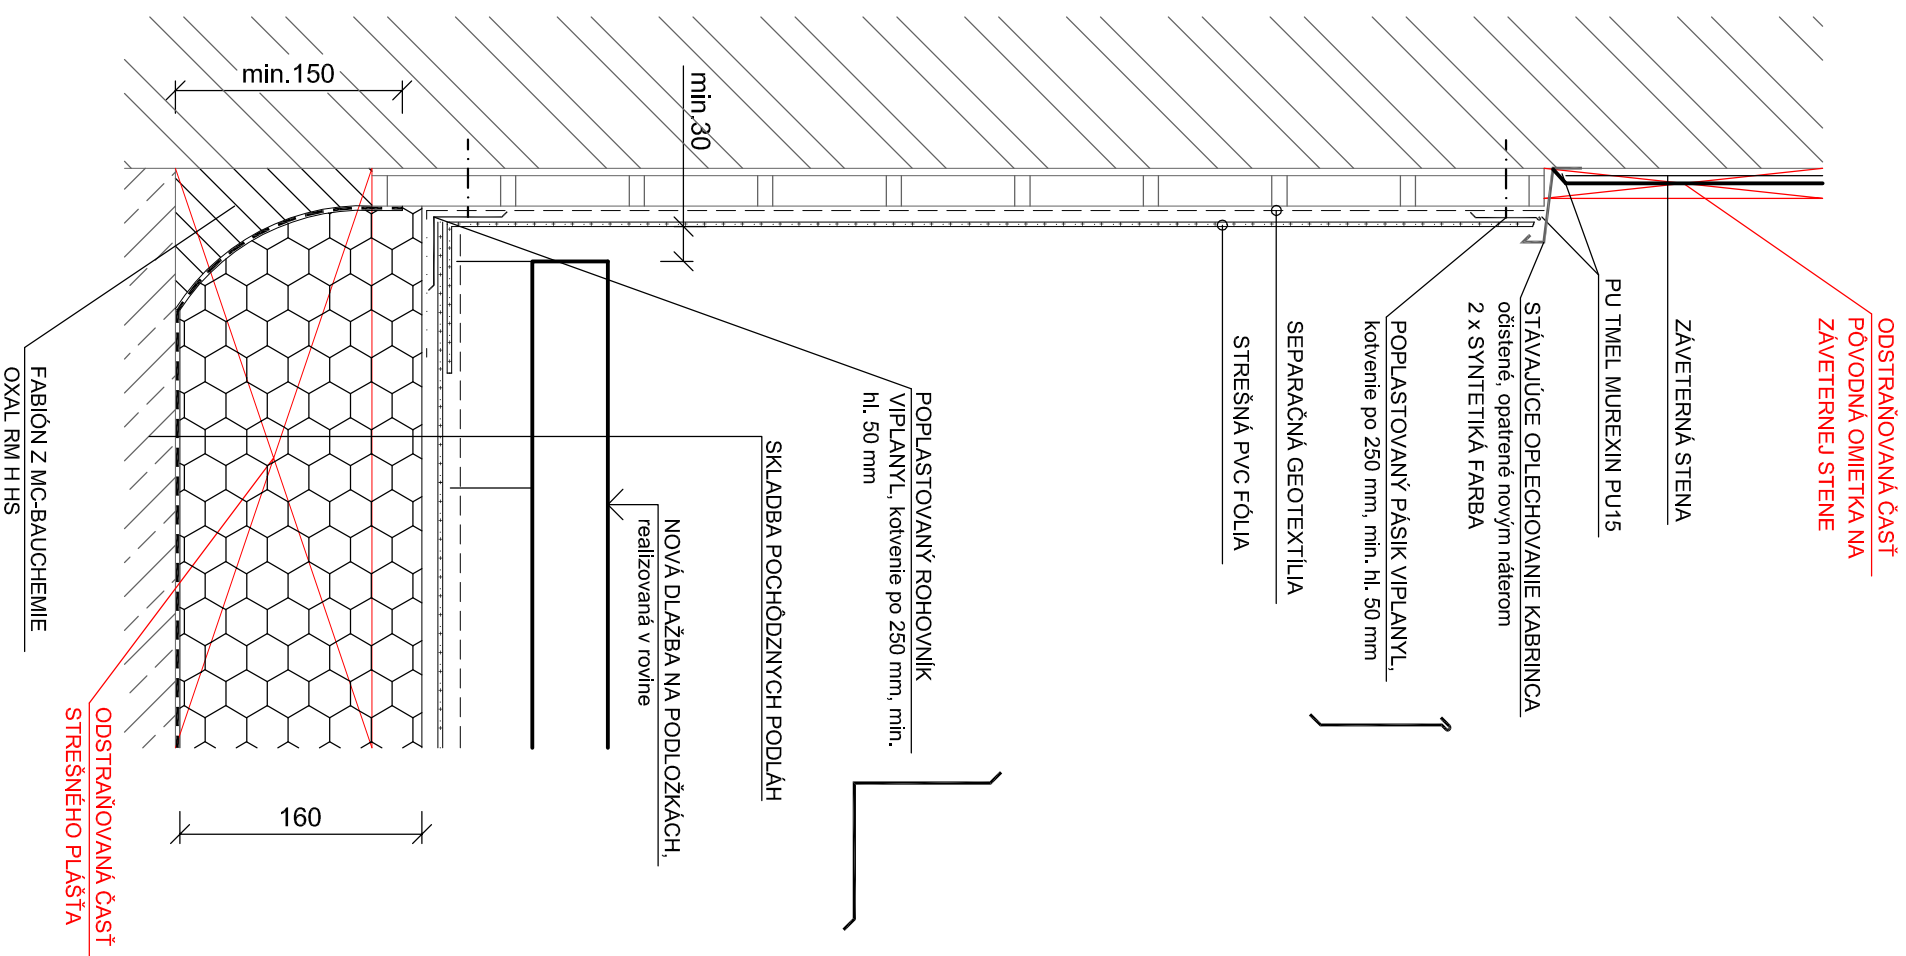 ODSTRAŇOVANÁ ČASŤ
PÔVODNÁ OMIETKA NA
ZÁVETERNEJ STENE
ZÁVETERNÁ STENA
PU TMEL MUREXIN PU15
STÁVAJÚCE OPLECHOVANIE KABRINCA
očistené, opatrené novým náterom
2 x SYNTETIKÁ FARBA
POPLASTOVANÝ PÁSIK VIPLANYL,
kotvenie po 250 mm, min. hl. 50 mm
SEPARAČNÁ GEOTEXTÍLIA
STREŠNÁ PVC FÓLIA
POPLASTOVANÝ ROHOVNÍK
VIPLANYL, kotvenie po 250 mm, min.
hl. 50 mm
SKLADBA POCHÔDZNYCH PODLÁH
NOVÁ DLAŽBA NA PODLOŽKÁCH,
realizovaná v rovine
ODSTRAŇOVANÁ ČASŤ
STREŠNÉHO PLÁŠŤA
FABIÓN Z MC-BAUCHEMIE
OXAL RM H HS
min.30
min.150
160